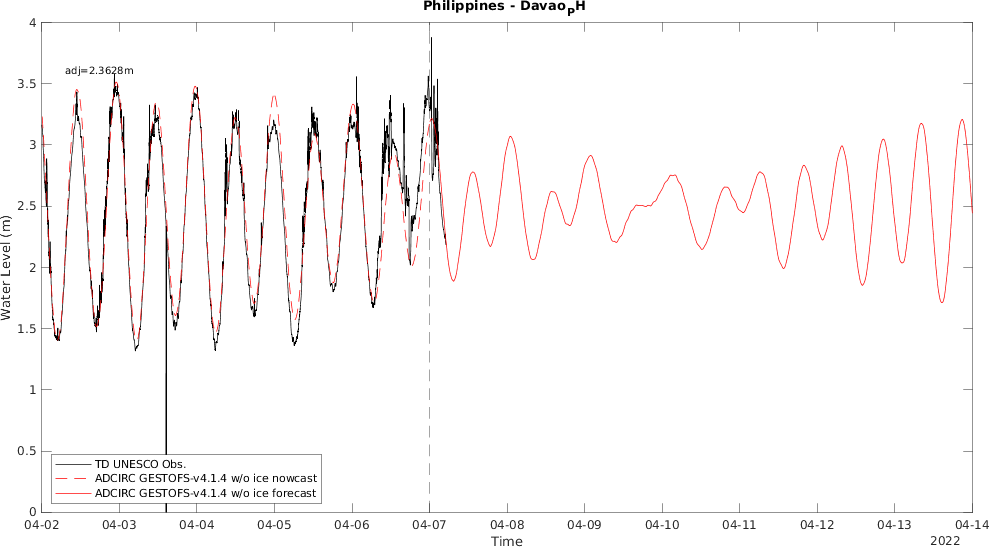 Philippines - DavaopH
adj=2.3628m
4
3.5
3
2.5
2
1.5
1
0.5
0
Water Level (m)
TD UNESCO Obs.
ADCIRC GESTOFS-v4.1.4 w/o ice nowcast
ADCIRC GESTOFS-v4.1.4 w/o ice forecast
04-02 04-03 04-04 04-05 04-06 04-07 04-08 04-09 04-10 04-11 04-12 04-13 04-14
Time
2022